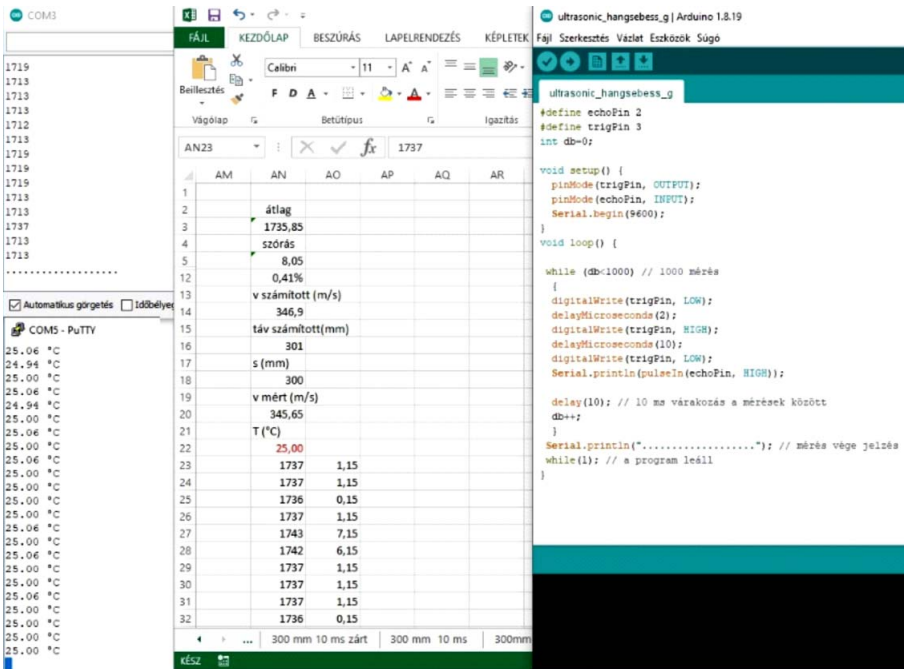 COM3
1719
1713
1713
1713
1712
1713
1719
1719
1719
1713
1713
1737
1713
1713
...................
Automatikus görgetés Időbélyeg
COM5 - PuTTY
25.06 °C
24.94 °C
25.00 °C
25.06 °C
24.94 °C
25.00 °C
25.06 °C
25.00 °C
25.06 °C
25.00 °C
25.00 °C
25.00 °C
25.06 °C
25.00 °C
25.06 °C
25.00 °C
25.00 °C
25.06 °C
25.00 °C
25.00 °C
25.00 °C
25.00 °C
FÁJL KEZDŐLAP BESZÚRÁS LAPELRENDEZÉS KÉPLETEK
Beillesztés
Calibri 11 A A
F D A A
Vágólap Betűtípus Igazítás
AN23 fx 1737
AM AN AO AP AQ AR
1
2 átlag
3 1735,85
4 szórás
5 8,05
12 0,41%
13 v számított (m/s)
14 346,9
15 táv számított(mm)
16 301
17 s (mm)
18 300
19 v mért (m/s)
20 345,65
21 T (°C)
22 25,00
23 1737 1,15
24 1737 1,15
25 1736 0,15
26 1737 1,15
27 1743 7,15
28 1742 6,15
29 1737 1,15
30 1737 1,15
31 1737 1,15
32 1736 0,15
... 300 mm 10 ms zárt 300 mm 10 ms 300mm
KÉSZ
ultrasonic_hangsebess_g | Arduino 1.8.19
Fájl Szerkesztés Vázlat Eszközök Súgó
ultrasonic_hangsebess_g
#define echoPin 2
#define trigPin 3
int db=0;
void setup() {
pinMode(trigPin, OUTPUT);
pinMode(echoPin, INPUT);
Serial.begin(9600);
}
void loop() {
while (db<1000) // 1000 mérés
{
digitalWrite(trigPin, LOW);
delayMicroseconds(2);
digitalWrite(trigPin, HIGH);
delayMicroseconds(10);
digitalWrite(trigPin, LOW);
Serial.println(pulseIn(echoPin, HIGH));
delay(10); // 10 ms várakozás a mérések között
db++;
}
Serial.println("..................."); // mérés vége jelzés
while(1); // a program leáll
}